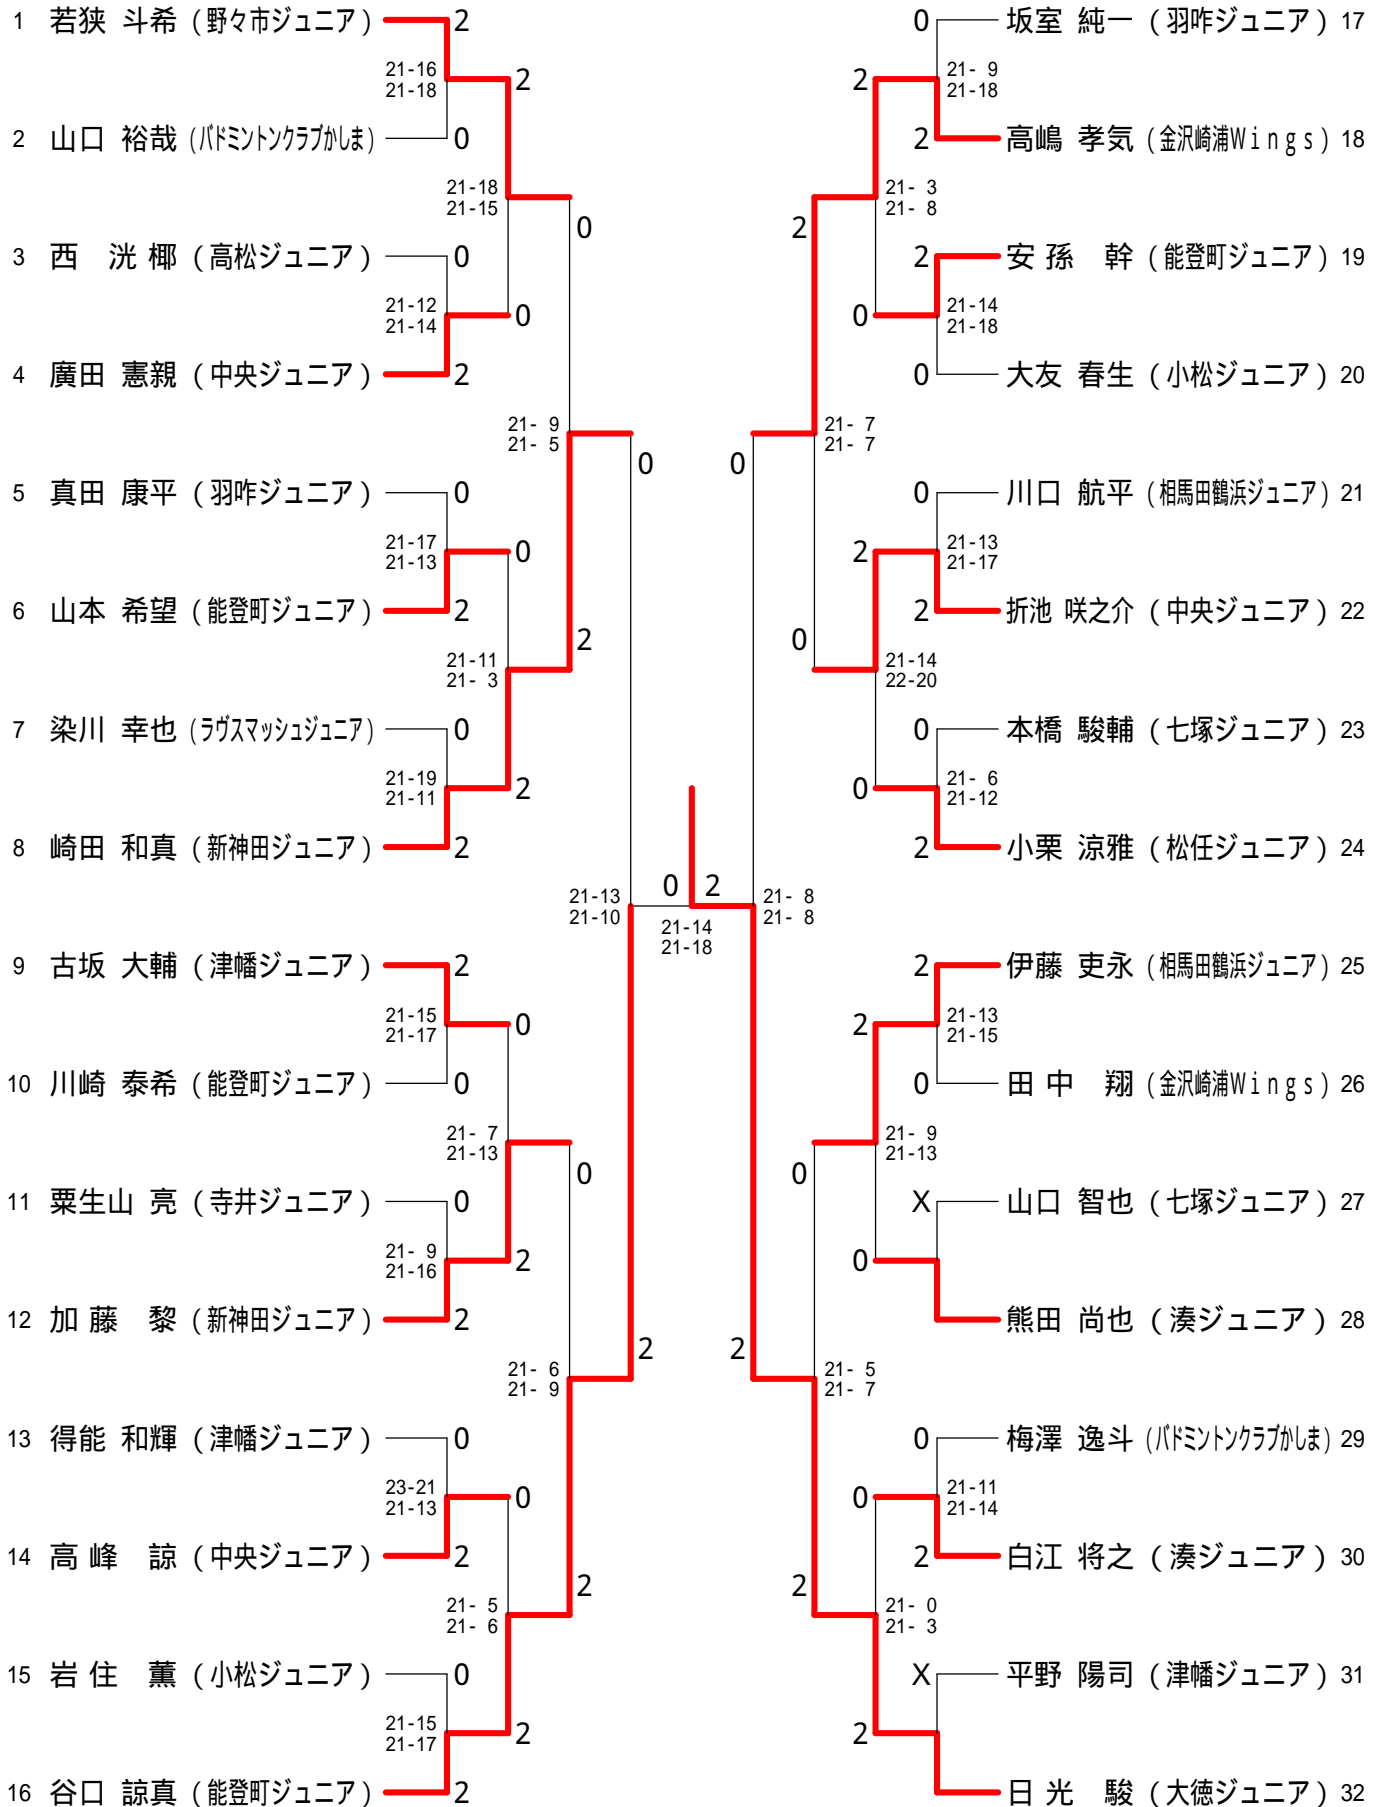 1 若狭 斗希 (野々市ジュニア) 2
21-16
21-18
2
2 山口 裕哉 (バドミントンクラブかしま) 0
21-18
21-15
0
3 西 洸椰 (高松ジュニア) 0
21-12
21-14
0
4 廣田 憲親 (中央ジュニア) 2
21- 9
21- 5
0
5 真田 康平 (羽咋ジュニア) 0
21-17
21-13
0
6 山本 希望 (能登町ジュニア) 2
21-11
21- 3
2
7 染川 幸也 (ラヴスマッシュジュニア) 0
21-19
21-11
2
8 崎田 和真 (新神田ジュニア) 2
21-13
21-10
0 2
21-14
21-18
9 古坂 大輔 (津幡ジュニア) 2
21-15
21-17
0
10 川崎 泰希 (能登町ジュニア) 0
21- 7
21-13
0
11 粟生山 亮 (寺井ジュニア) 0
21- 9
21-16
2
12 加藤 黎 (新神田ジュニア) 2
21- 6
21- 9
2
13 得能 和輝 (津幡ジュニア) 0
23-21
21-13
0
14 高峰 諒 (中央ジュニア) 2
21- 5
21- 6
2
15 岩住 薫 (小松ジュニア) 0
21-15
21-17
2
16 谷口 諒真 (能登町ジュニア) 2
0 坂室 純一 (羽咋ジュニア) 17
2
21- 9
21-18
2 高嶋 孝気 (金沢崎浦Wings) 18
2
21- 3
21- 8
2 安孫 幹 (能登町ジュニア) 19
0
21-14
21-18
0 大友 春生 (小松ジュニア) 20
0
21- 7
21- 7
0 川口 航平 (相馬田鶴浜ジュニア) 21
2
21-13
21-17
2 折池 咲之介 (中央ジュニア) 22
0
21-14
22-20
0 本橋 駿輔 (七塚ジュニア) 23
0
21- 6
21-12
2 小栗 涼雅 (松任ジュニア) 24
21- 8
21- 8
2 伊藤 吏永 (相馬田鶴浜ジュニア) 25
2
21-13
21-15
0 田中 翔 (金沢崎浦Wings) 26
0
21- 9
21-13
X 山口 智也 (七塚ジュニア) 27
0
熊田 尚也 (湊ジュニア) 28
2
21- 5
21- 7
0 梅澤 逸斗 (バドミントンクラブかしま) 29
0
21-11
21-14
2 白江 将之 (湊ジュニア) 30
2
21- 0
21- 3
X 平野 陽司 (津幡ジュニア) 31
2
日光 駿 (大徳ジュニア) 32